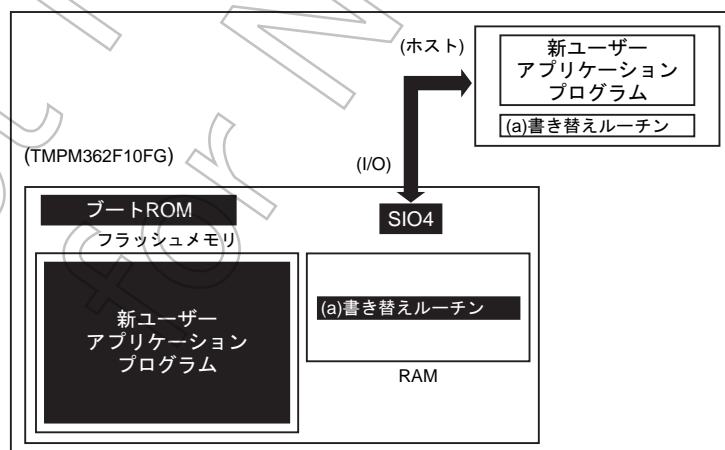 (ホスト)
新ユーザー
アプリケーション
プログラム
(a)書き替えルーチン
(TMPM362F10FG)
(I/O)
ブートROM
SIO4
フラッシュメモリ
新ユーザー
アプリケーション
プログラム
(a)書き替えルーチン
RAM